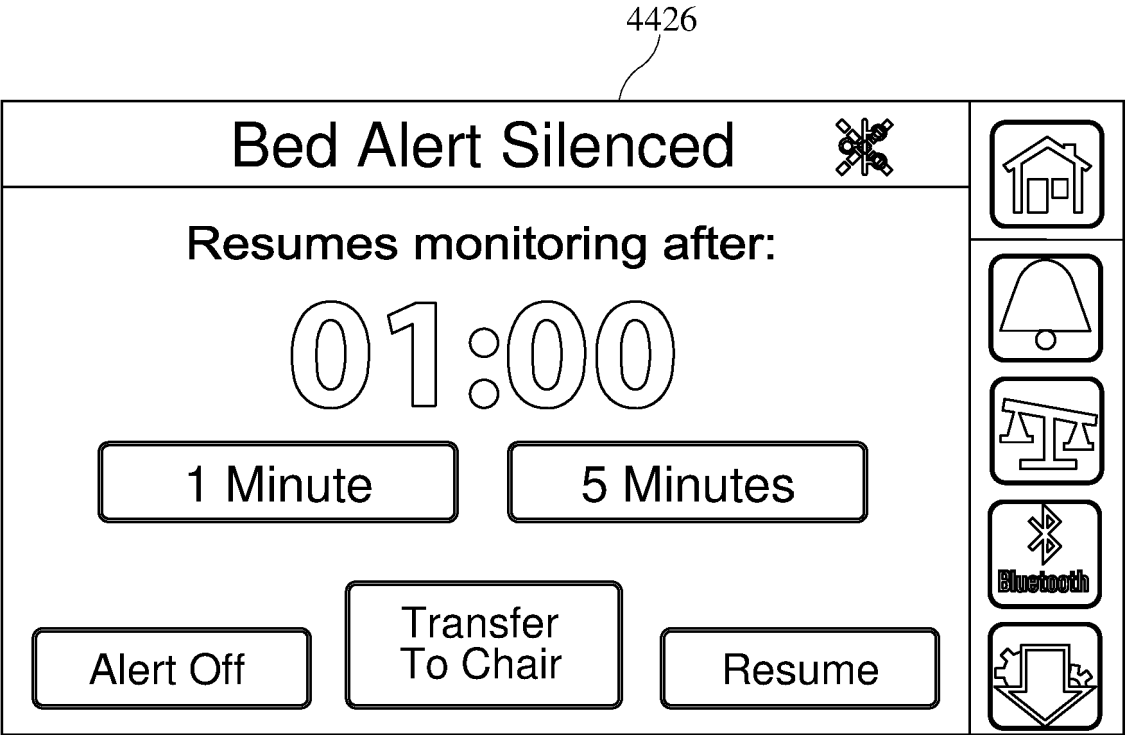 4426
Bed Alert Silenced
Resumes monitoring after:
01:00
1 Minute
5 Minutes
Alert Off
Transfer
To Chair
Resume
Bluetooth